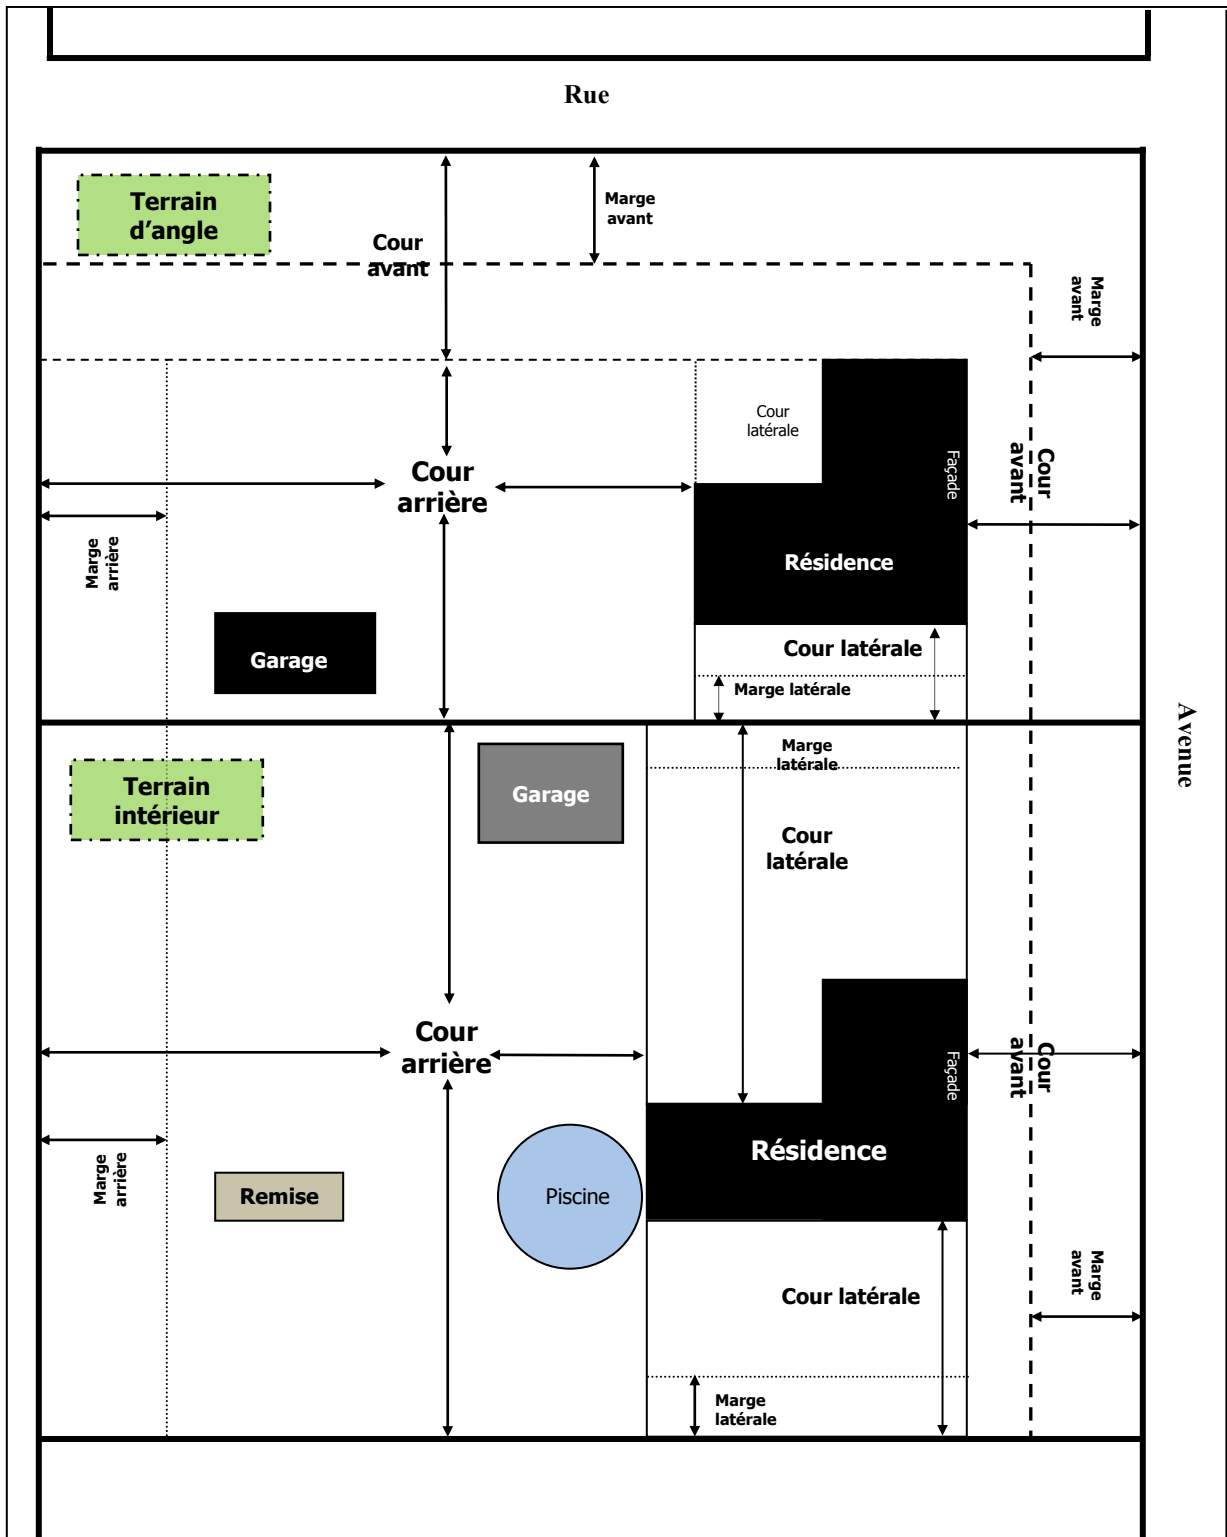 Rue
Terrain
d'angle
Marge
avant
Cour
avant
Marge
avant
Cour
latérale
Façade
Cour
avant
Cour
arrière
Marge
arrière
Résidence
Garage
Cour latérale
Marge latérale
Avenue
Terrain
intérieur
Garage
Marge
latérale
Cour
latérale
Cour
arrière
Façade
Cour
avant
Marge
arrière
Remise
Piscine
Résidence
Marge
avant
Cour latérale
Marge
latérale